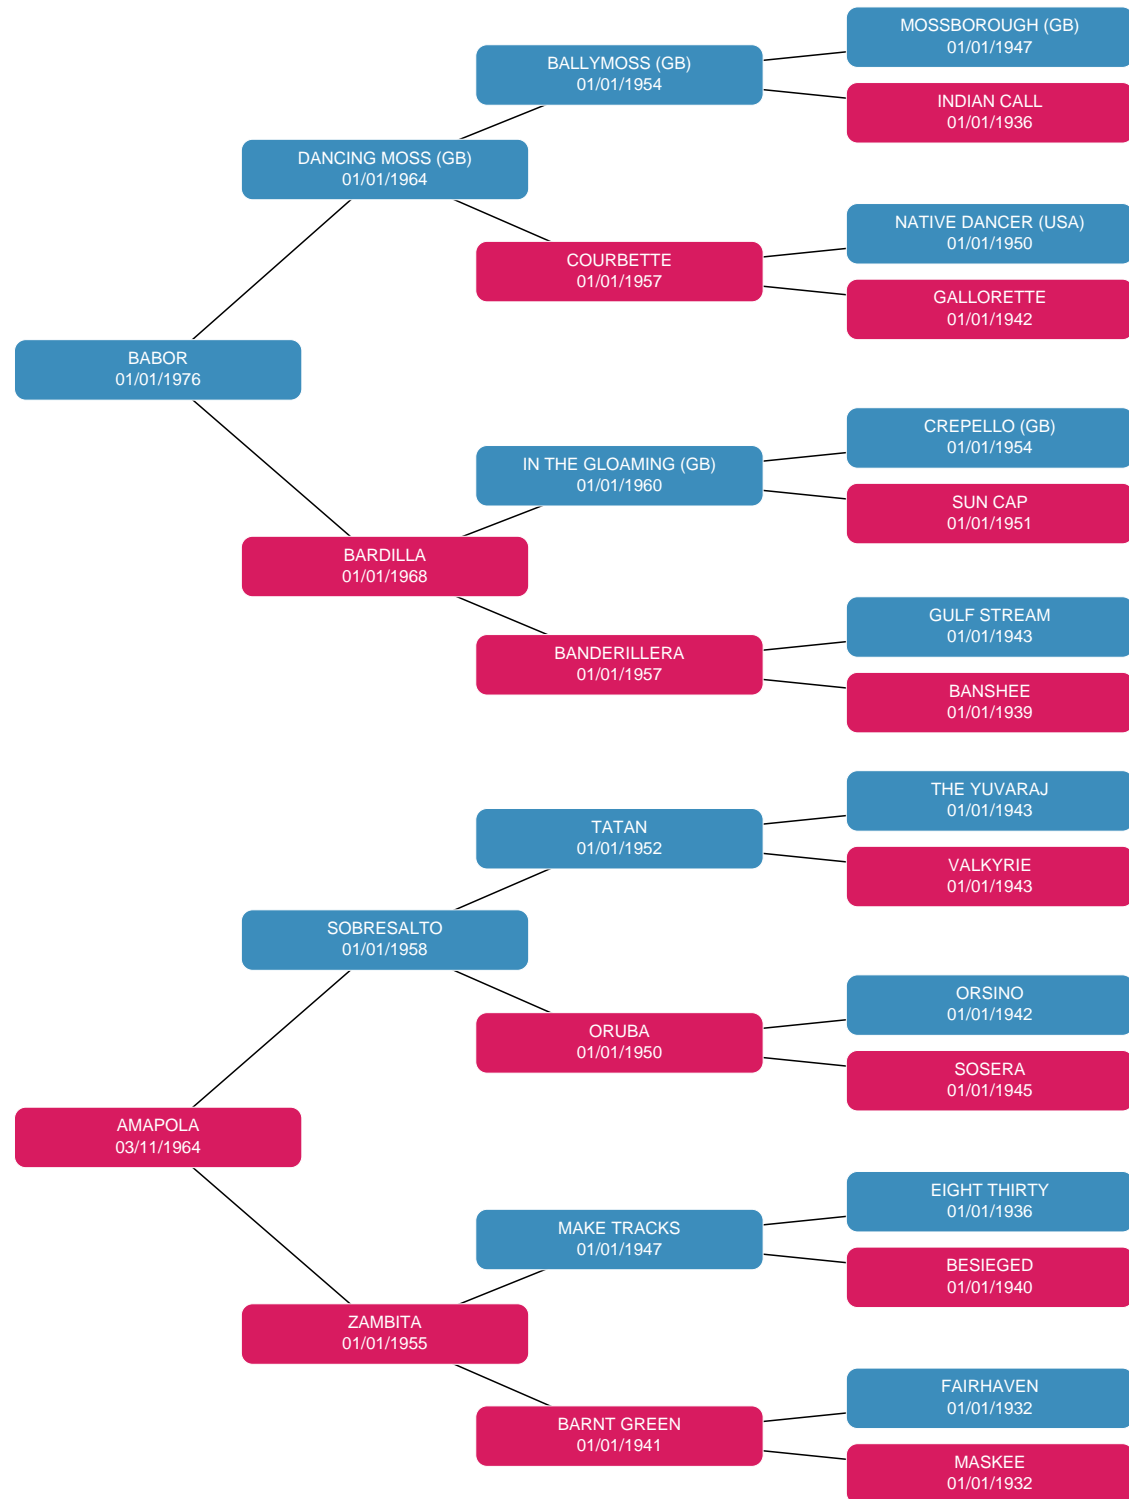 MOSSBOROUGH (GB)
01/01/1947
BALLYMOSS (GB)
01/01/1954
INDIAN CALL
01/01/1936
DANCING MOSS (GB)
01/01/1964
NATIVE DANCER (USA)
01/01/1950
COURBETTE
01/01/1957
GALLORETTE
01/01/1942
BABOR
01/01/1976
CREPELLO (GB)
01/01/1954
IN THE GLOAMING (GB)
01/01/1960
SUN CAP
01/01/1951
BARDILLA
01/01/1968
GULF STREAM
01/01/1943
BANDERILLERA
01/01/1957
BANSHEE
01/01/1939
THE YUVARAJ
01/01/1943
TATAN
01/01/1952
VALKYRIE
01/01/1943
SOBRESALTO
01/01/1958
ORSINO
01/01/1942
ORUBA
01/01/1950
SOSERA
01/01/1945
AMAPOLA
03/11/1964
EIGHT THIRTY
01/01/1936
MAKE TRACKS
01/01/1947
BESIEGED
01/01/1940
ZAMBITA
01/01/1955
FAIRHAVEN
01/01/1932
BARNT GREEN
01/01/1941
MASKEE
01/01/1932